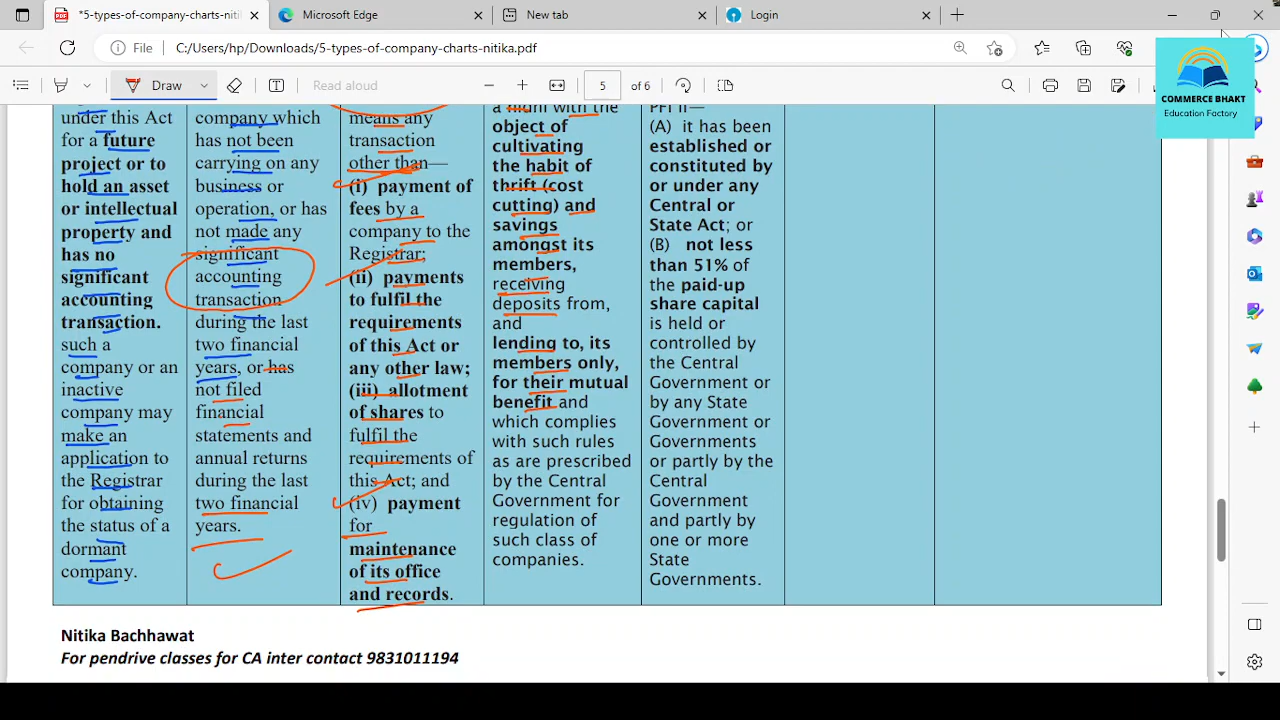 *5-types-of-company-charts-niti
Microsoft Edge
New tab
Login
File
C:/Users/hp/Downloads/5-types-of-company-charts-nitika.pdf
Draw
Read aloud
5
of 6
COMMERCE BHAKT
Education Factory
under this Act
for a future
project or to
hold an asset
or intellectual
property and
has no
significant
accounting
transaction.
such a
company or an
inactive
company may
make an
application to
the Registrar
for obtaining
the status of a
dormant
company.
company which
has not been
carrying on any
business or
operation, or has
not made any
significant
accounting
transaction
during the last
two financial
years, or has
not filed
financial
statements and
annual returns
during the last
two financial
years.
means any
transaction
other than—
(i) payment of
fees by a
company to the
Registrar;
(ii) payments
to fulfil the
requirements
of this Act or
any other law;
(iii) allotment
of shares to
fulfil the
requirements of
this Act; and
(iv) payment
for
maintenance
of its office
and records.
a nidhi with the
object of
cultivating
the habit of
thrift (cost
cutting) and
savings
amongst its
members,
receiving
deposits from,
and
lending to, its
members only,
for their mutual
benefit and
which complies
with such rules
as are prescribed
by the Central
Government for
regulation of
such class of
companies.
PFI if—
(A) it has been
established or
constituted by
or under any
Central or
State Act; or
(B) not less
than 51% of
the paid-up
share capital
is held or
controlled by
the Central
Government or
by any State
Government or
Governments
or partly by the
Central
Government
and partly by
one or more
State
Governments.
Nitika Bachhawat
For pendrive classes for CA inter contact 9831011194